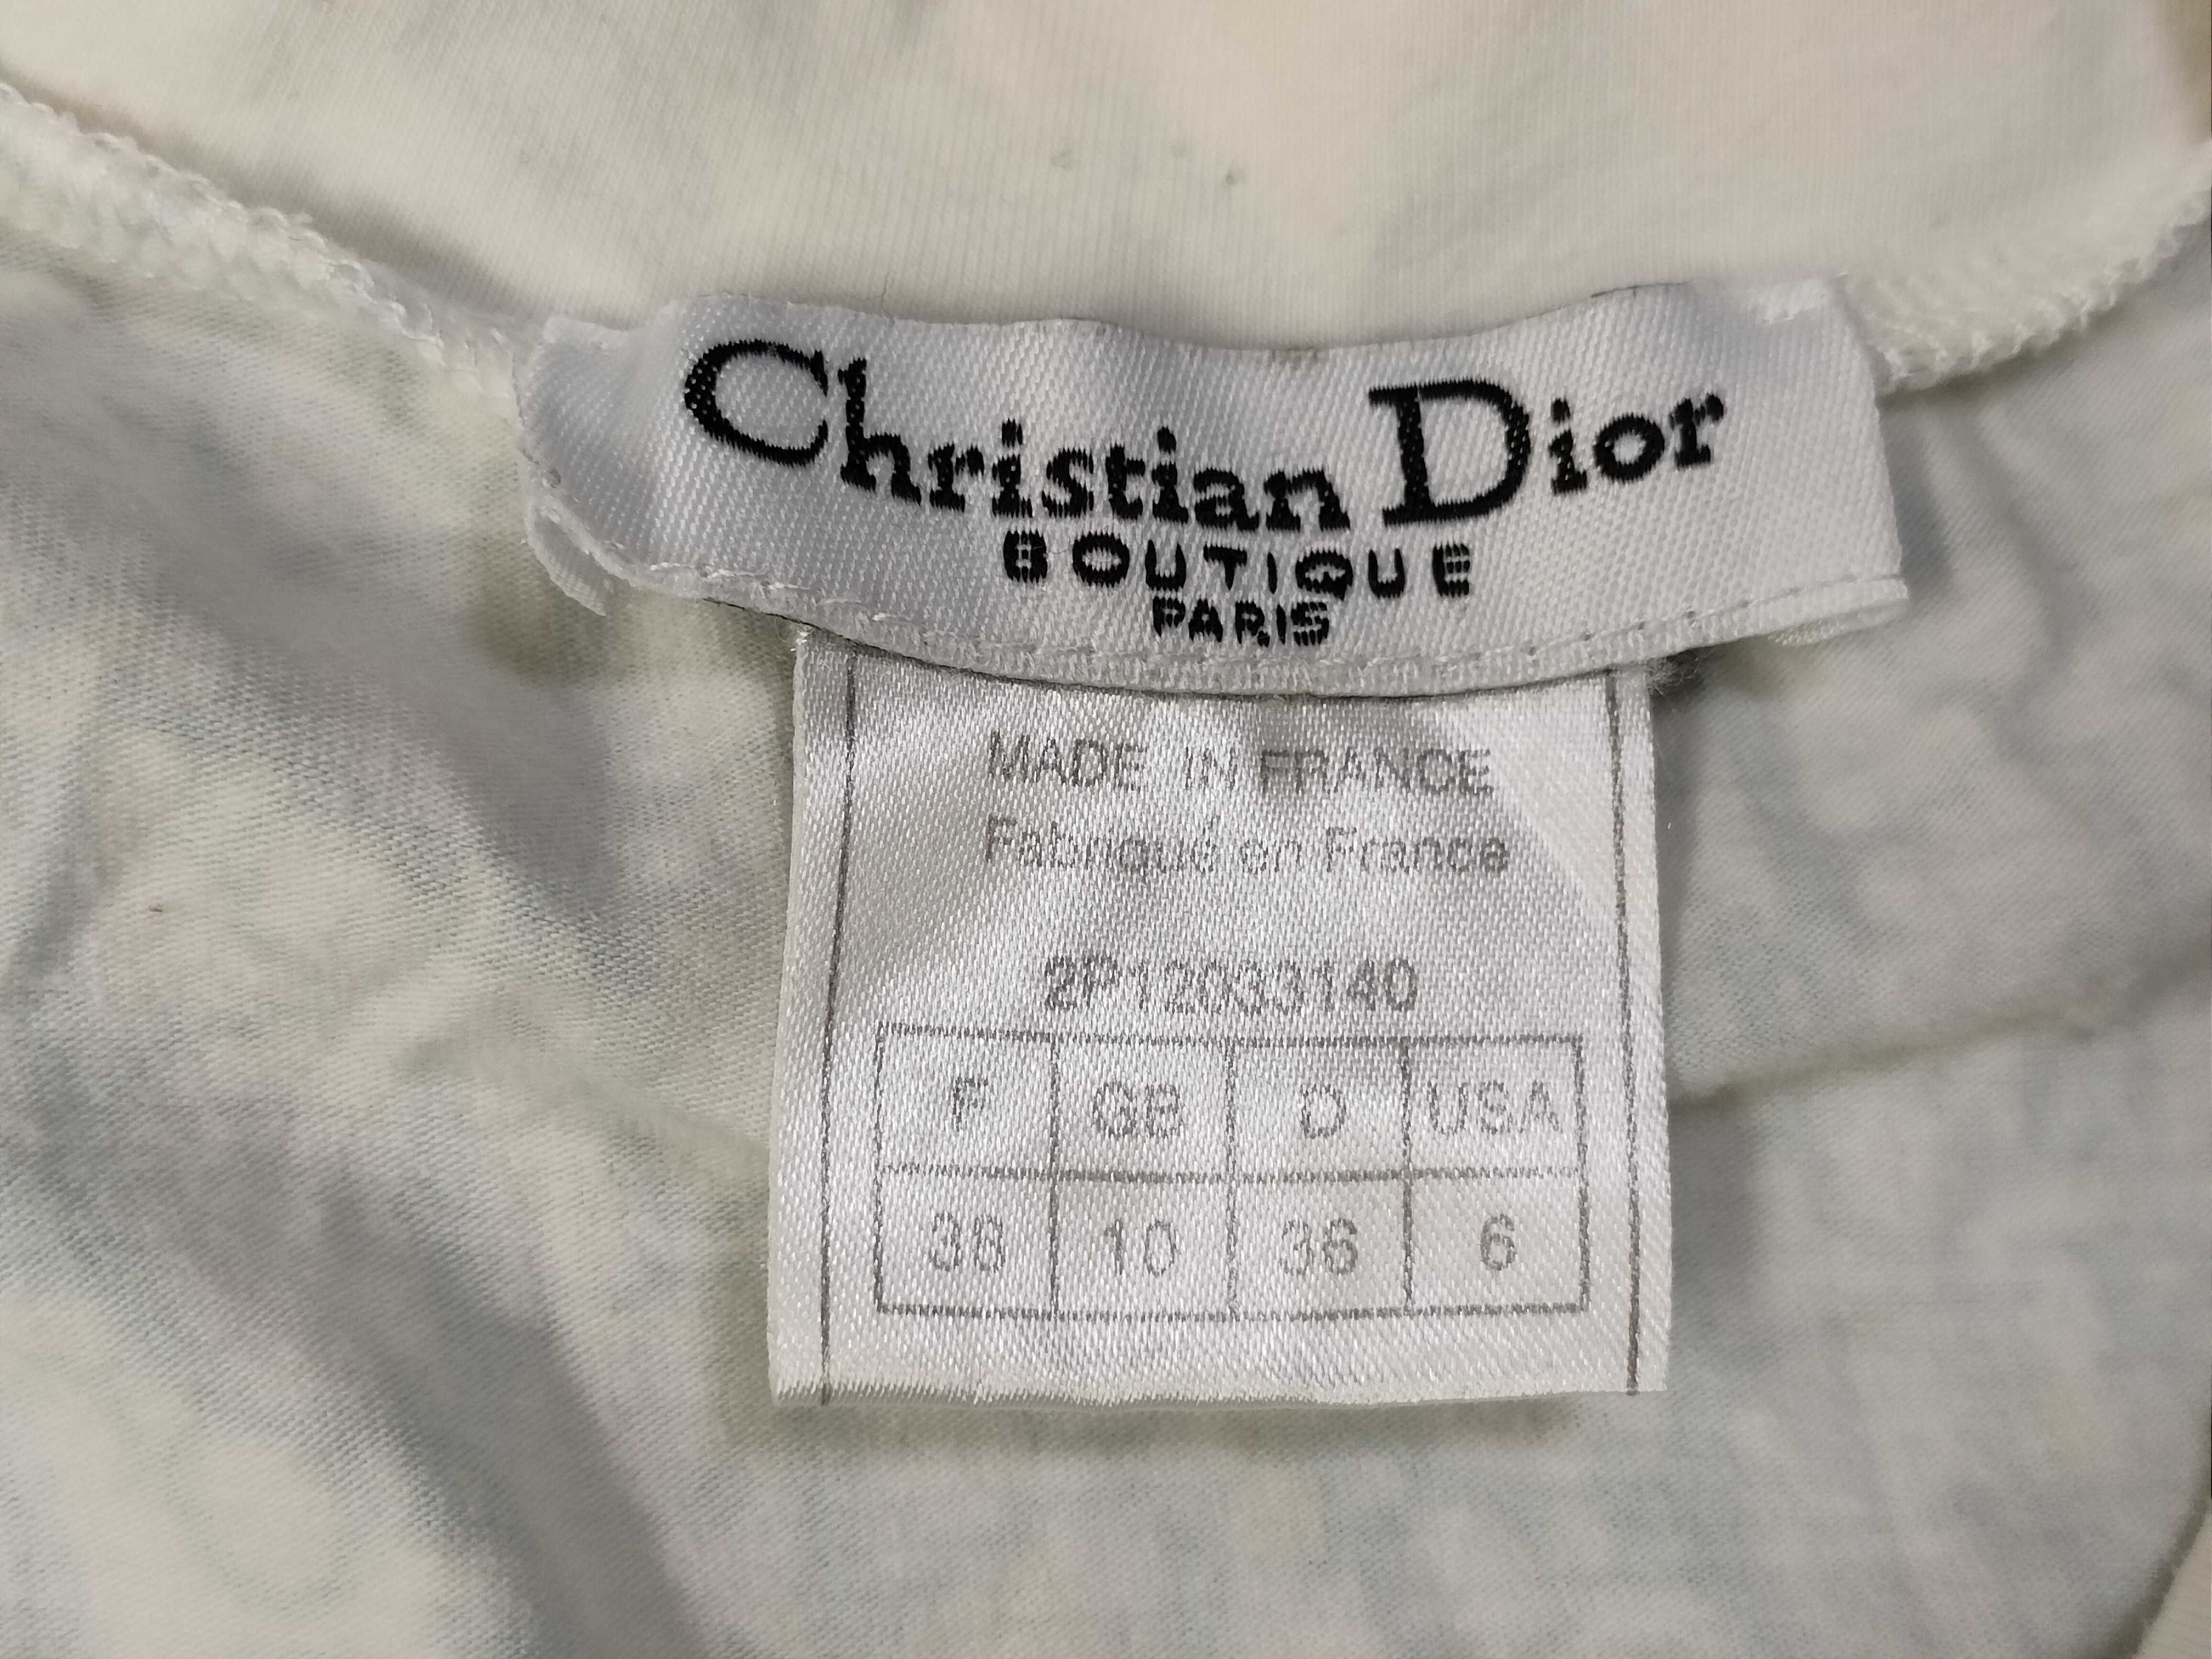 Christian Dior
BOUTIQUE
PARIS
MADE IN FRANCE
Fabriqué en France
2P12033140
F GB D USA
38 10 36 6